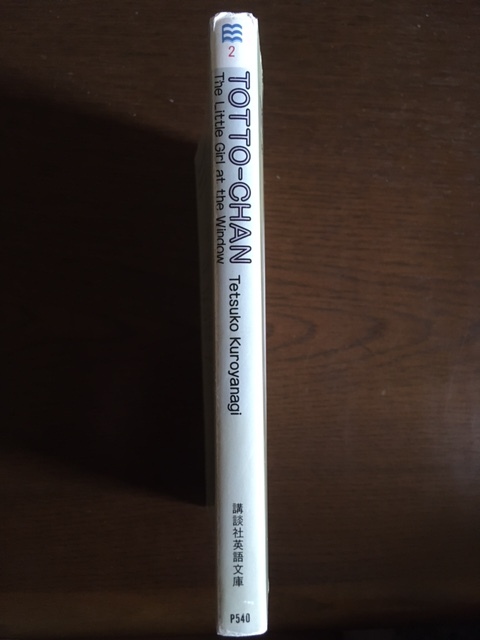 2
TOTTO-CHAN
The Little Girl at the Window
Tetsuko Kuroyanagi
講談社英語文庫
P540